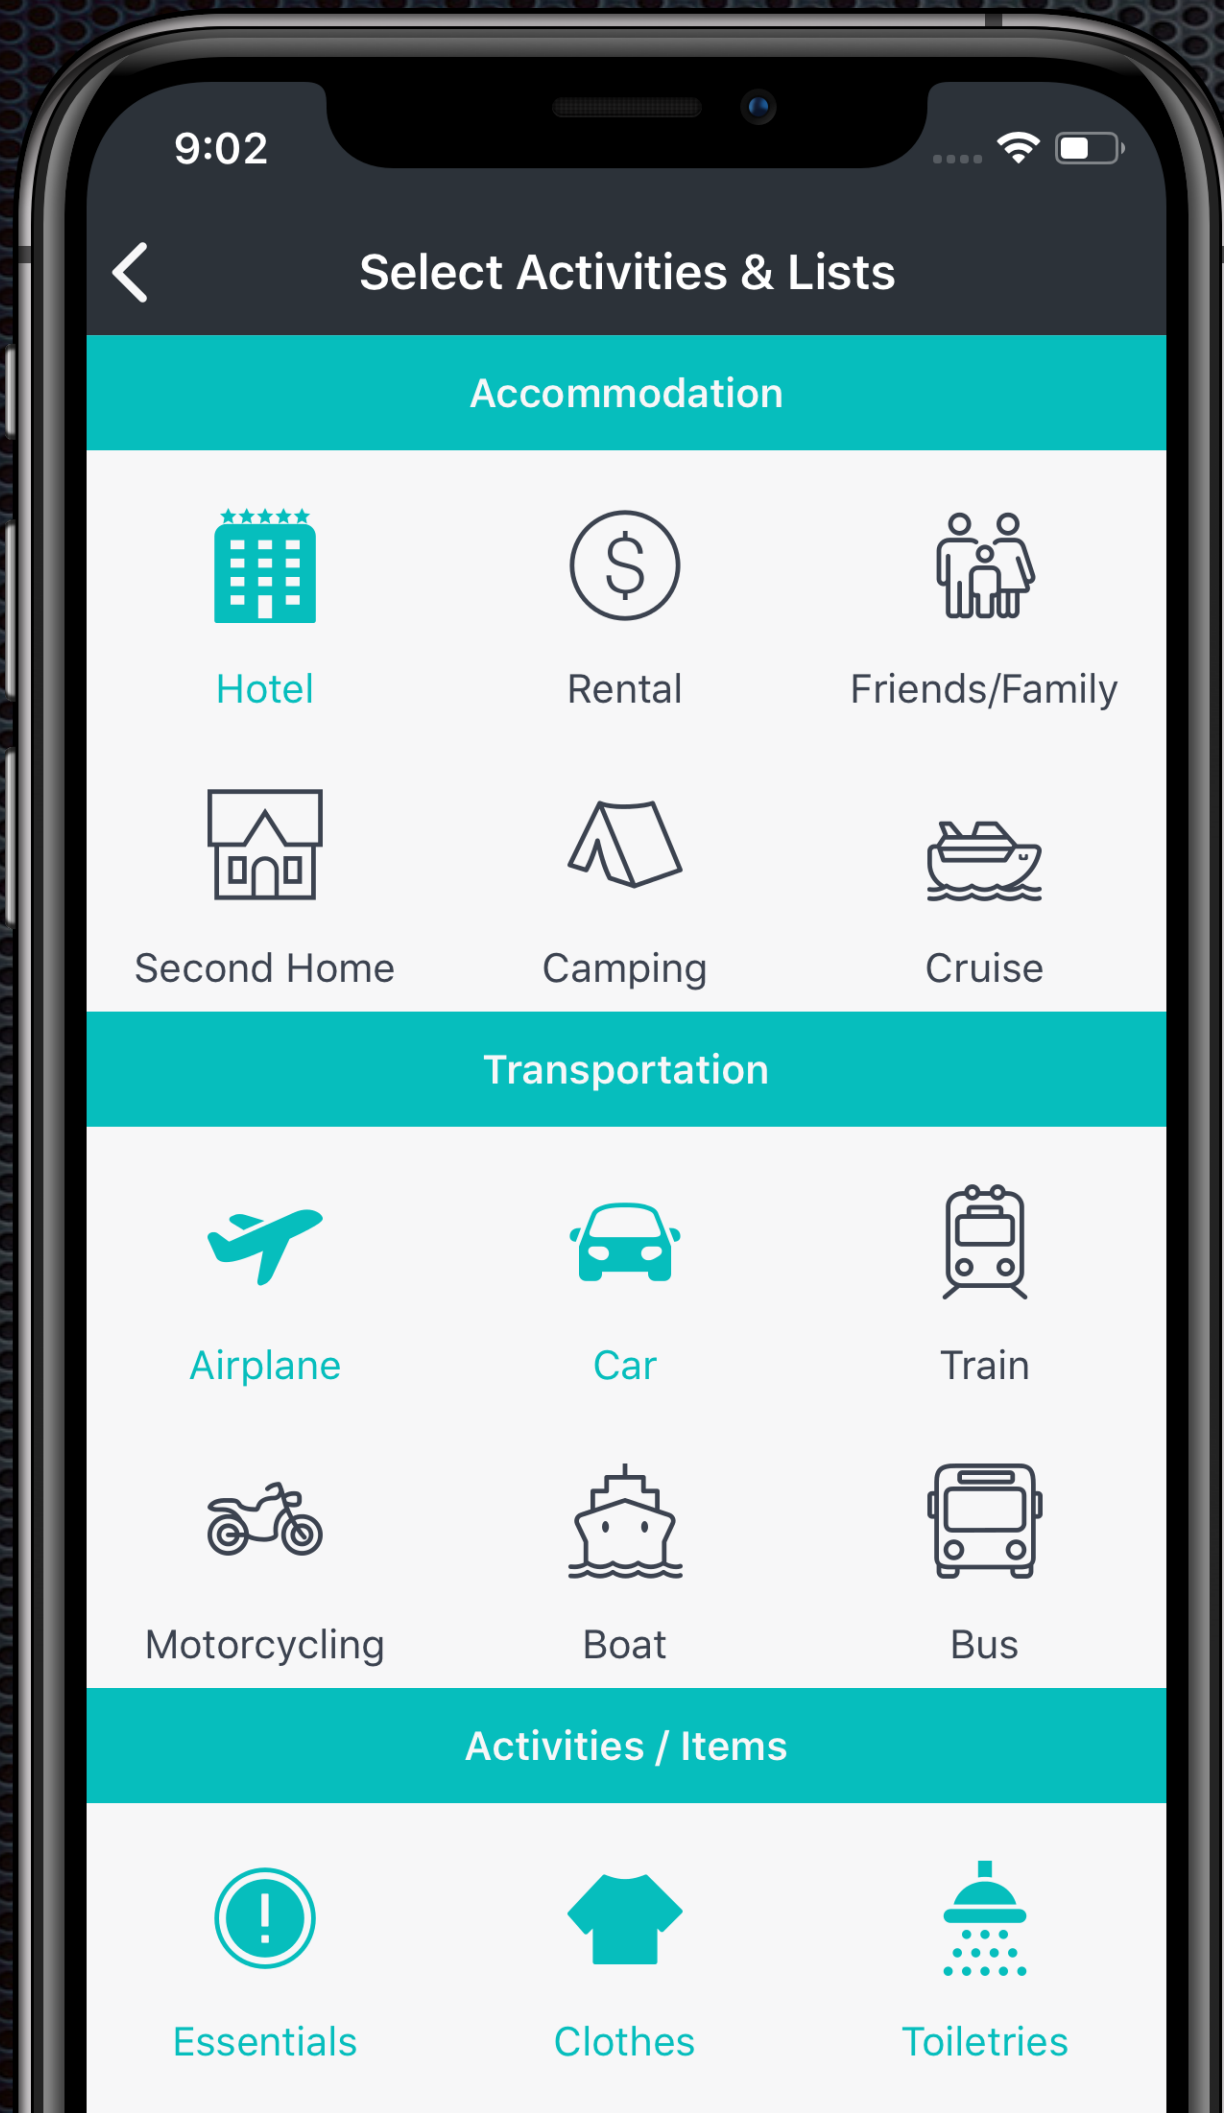 9:02
Select Activities & Lists
Accommodation
$
Hotel Rental Friends/Family
Second Home Camping Cruise
Transportation
Airplane Car Train
Motorcycling Boat Bus
Activities / Items
!
Essentials Clothes Toiletries